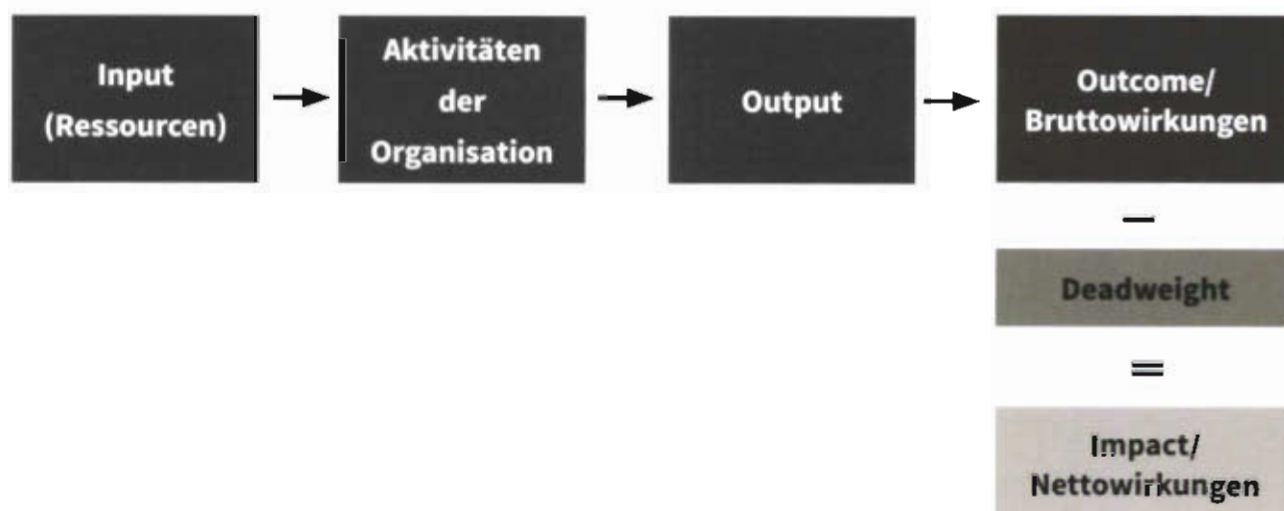 Input
(Ressourcen)
Aktivitäten
der
Organisation
Output
Outcome/
Bruttowirkungen
–
Deadweight
=
Impact/
Nettowirkungen